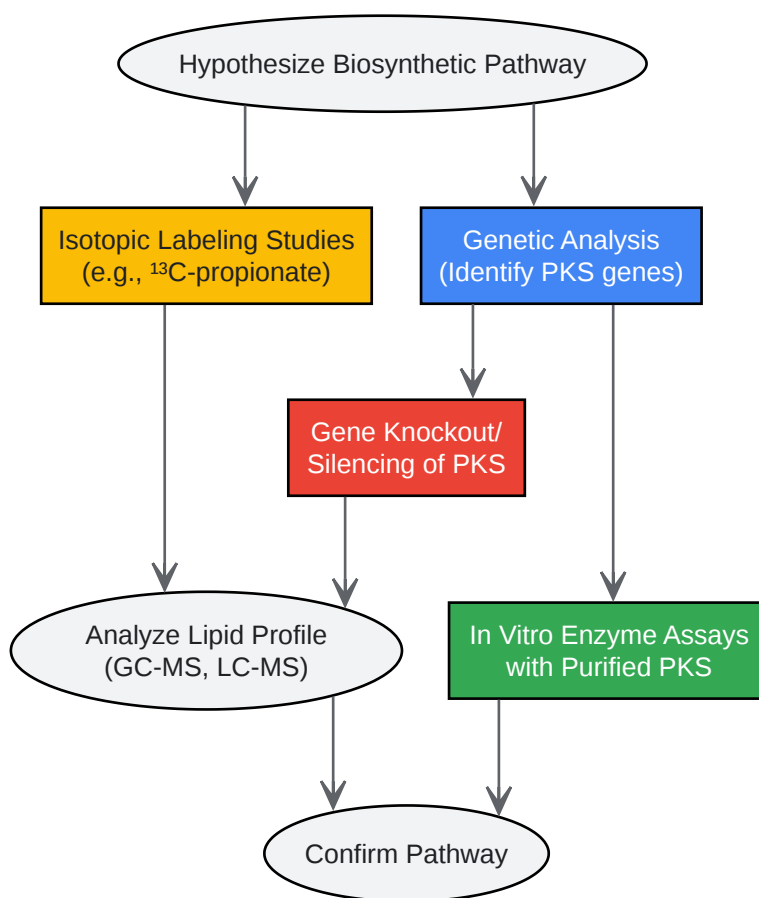 Hypothesize Biosynthetic Pathway
Isotopic Labeling Studies
(e.g., ¹³C-propionate)
Genetic Analysis
(Identify PKS genes)
Gene Knockout/
Silencing of PKS
Analyze Lipid Profile
(GC-MS, LC-MS)
In Vitro Enzyme Assays
with Purified PKS
Confirm Pathway